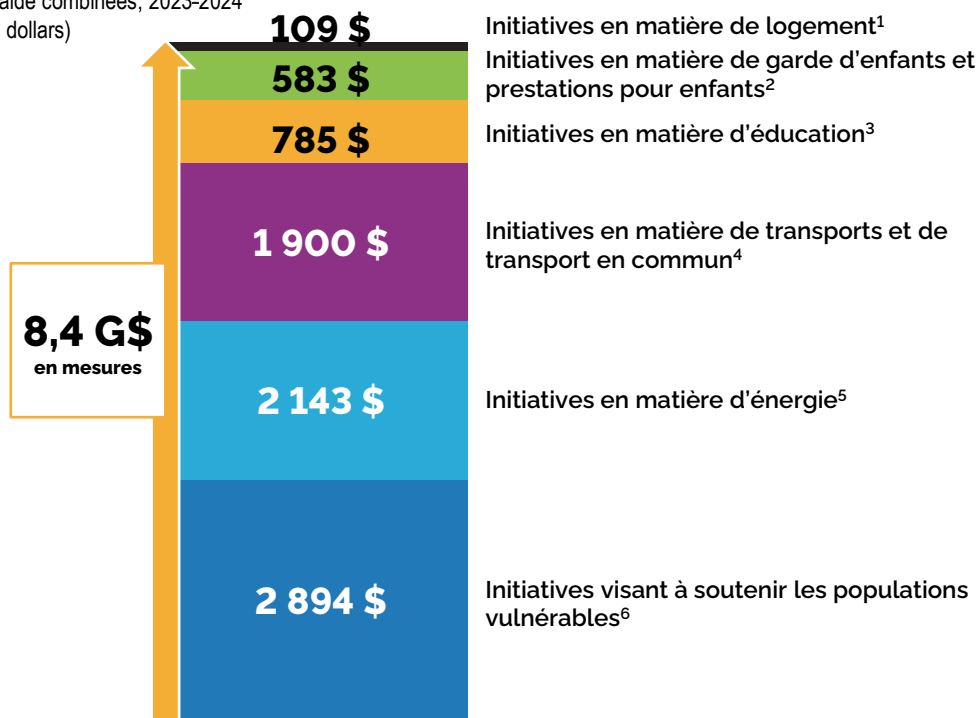 aide combinées, 2023-2024
dollars)
109 $
Initiatives en matière de logement¹
583 $
Initiatives en matière de garde d’enfants et
prestations pour enfants²
785 $
Initiatives en matière d’éducation³
1 900 $
Initiatives en matière de transports et de
transport en commun⁴
8,4 G$
en mesures
2 143 $
Initiatives en matière d’énergie⁵
2 894 $
Initiatives visant à soutenir les populations
vulnérables⁶